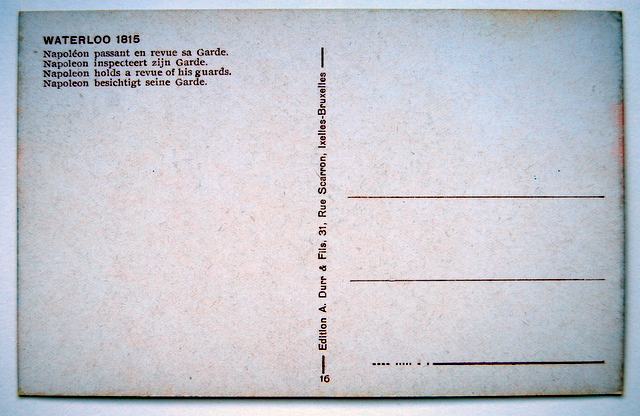 WATERLOO 1815
Napoléon passant en revue sa Garde.
Napoleon inspecteert zijn Garde.
Napoleon holds a revue of his guards.
Napoleon besichtigt seine Garde.
Edition A. Durr & Fils, 31, Rue Scarron, Ixelles-Bruxelles
16